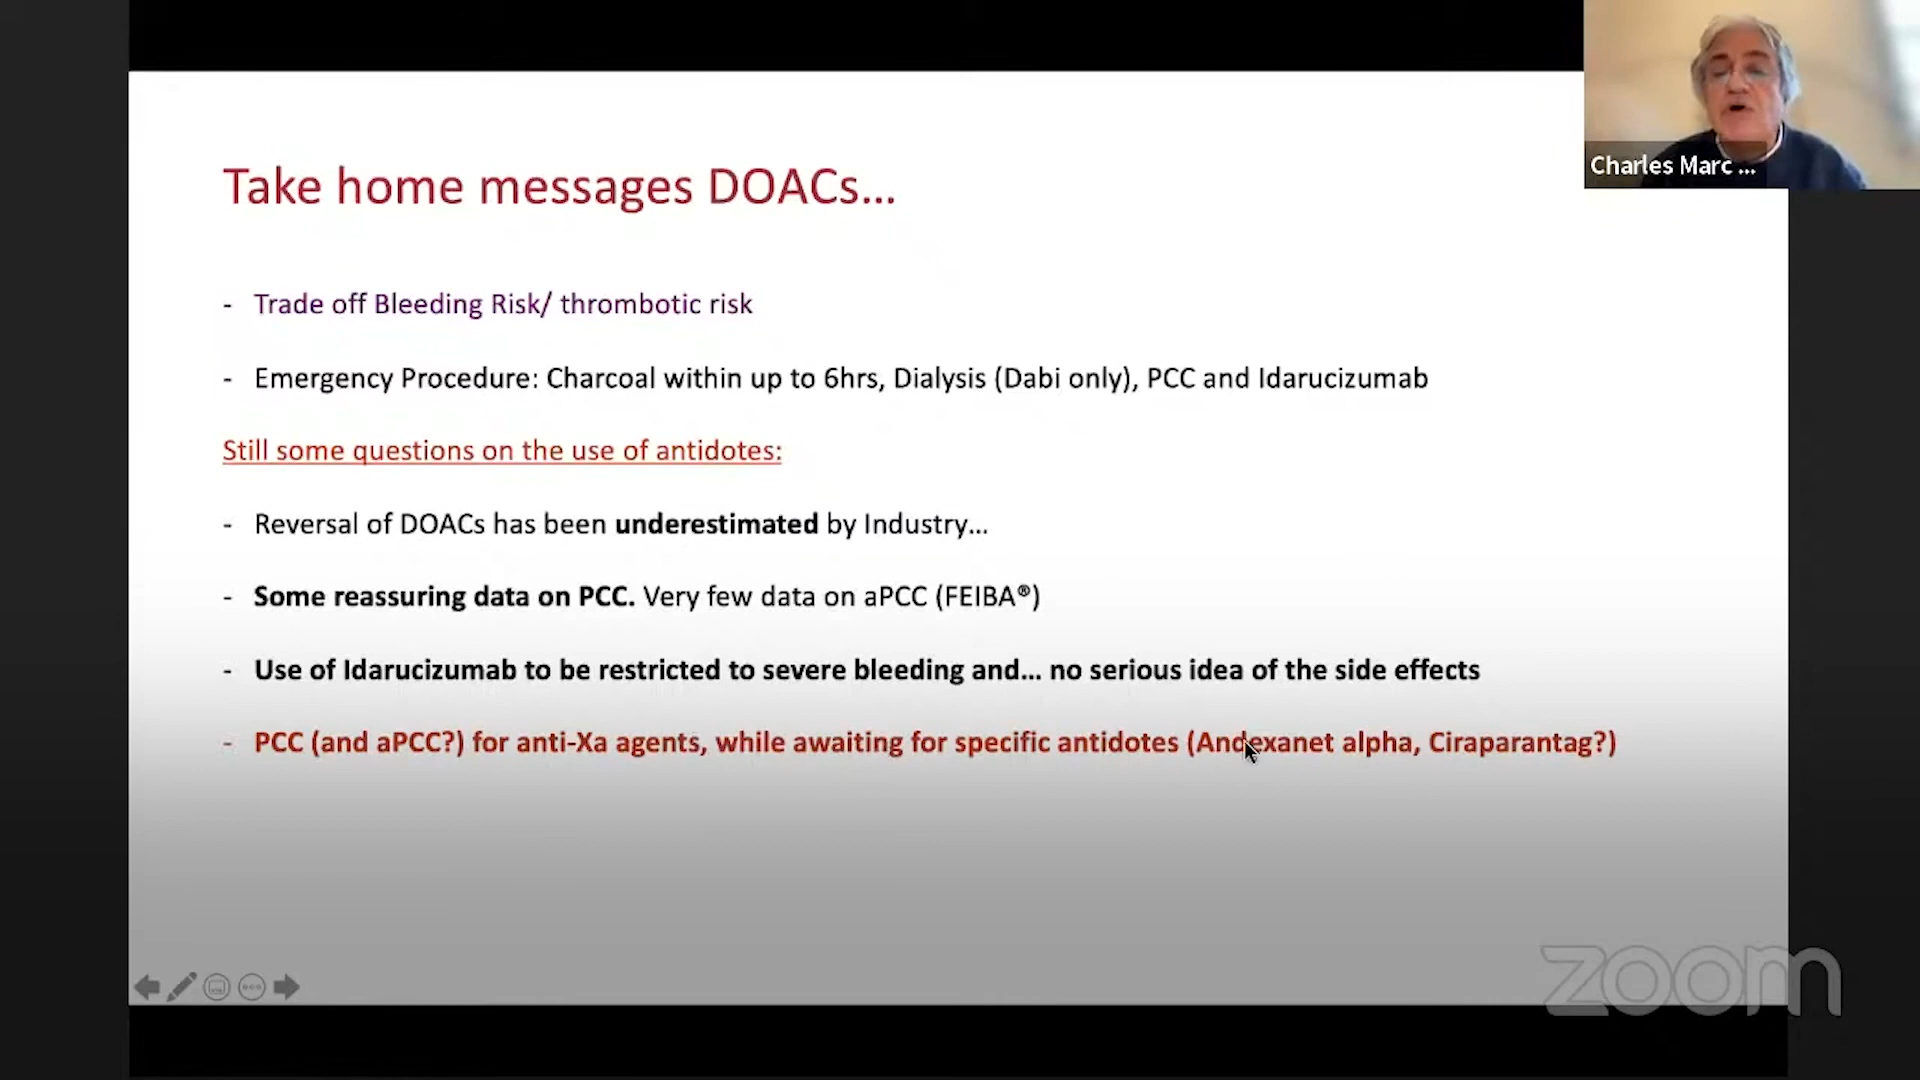 Charles Marc ...
Take home messages DOACs...
- Trade off Bleeding Risk/ thrombotic risk
- Emergency Procedure: Charcoal within up to 6hrs, Dialysis (Dabi only), PCC and Idarucizumab
Still some questions on the use of antidotes:
- Reversal of DOACs has been underestimated by Industry...
- Some reassuring data on PCC. Very few data on aPCC (FEIBA®)
- Use of Idarucizumab to be restricted to severe bleeding and... no serious idea of the side effects
- PCC (and aPCC?) for anti-Xa agents, while awaiting for specific antidotes (Andexanet alpha, Ciraparantag?)
zoom